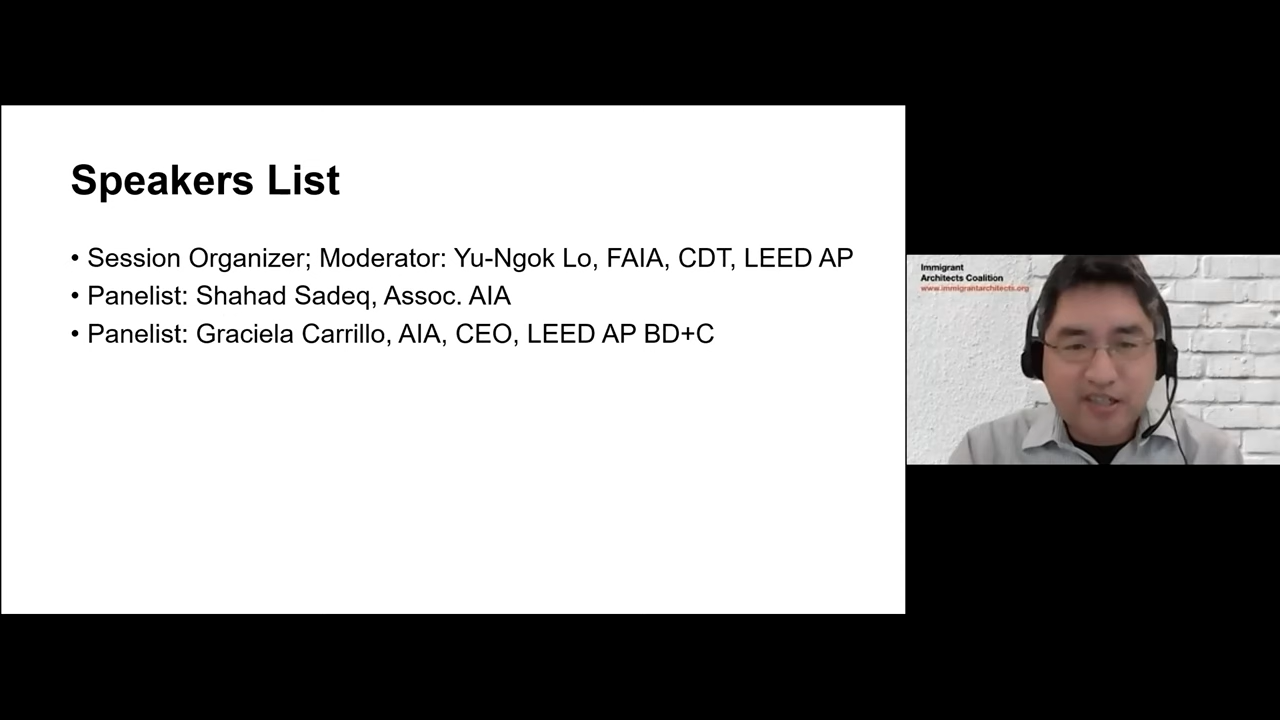 Speakers List
• Session Organizer; Moderator: Yu-Ngok Lo, FAIA, CDT, LEED AP
• Panelist: Shahad Sadeq, Assoc. AIA
• Panelist: Graciela Carrillo, AIA, CEO, LEED AP BD+C
Immigrant
Architects Coalition
www.immigrantarchitects.org